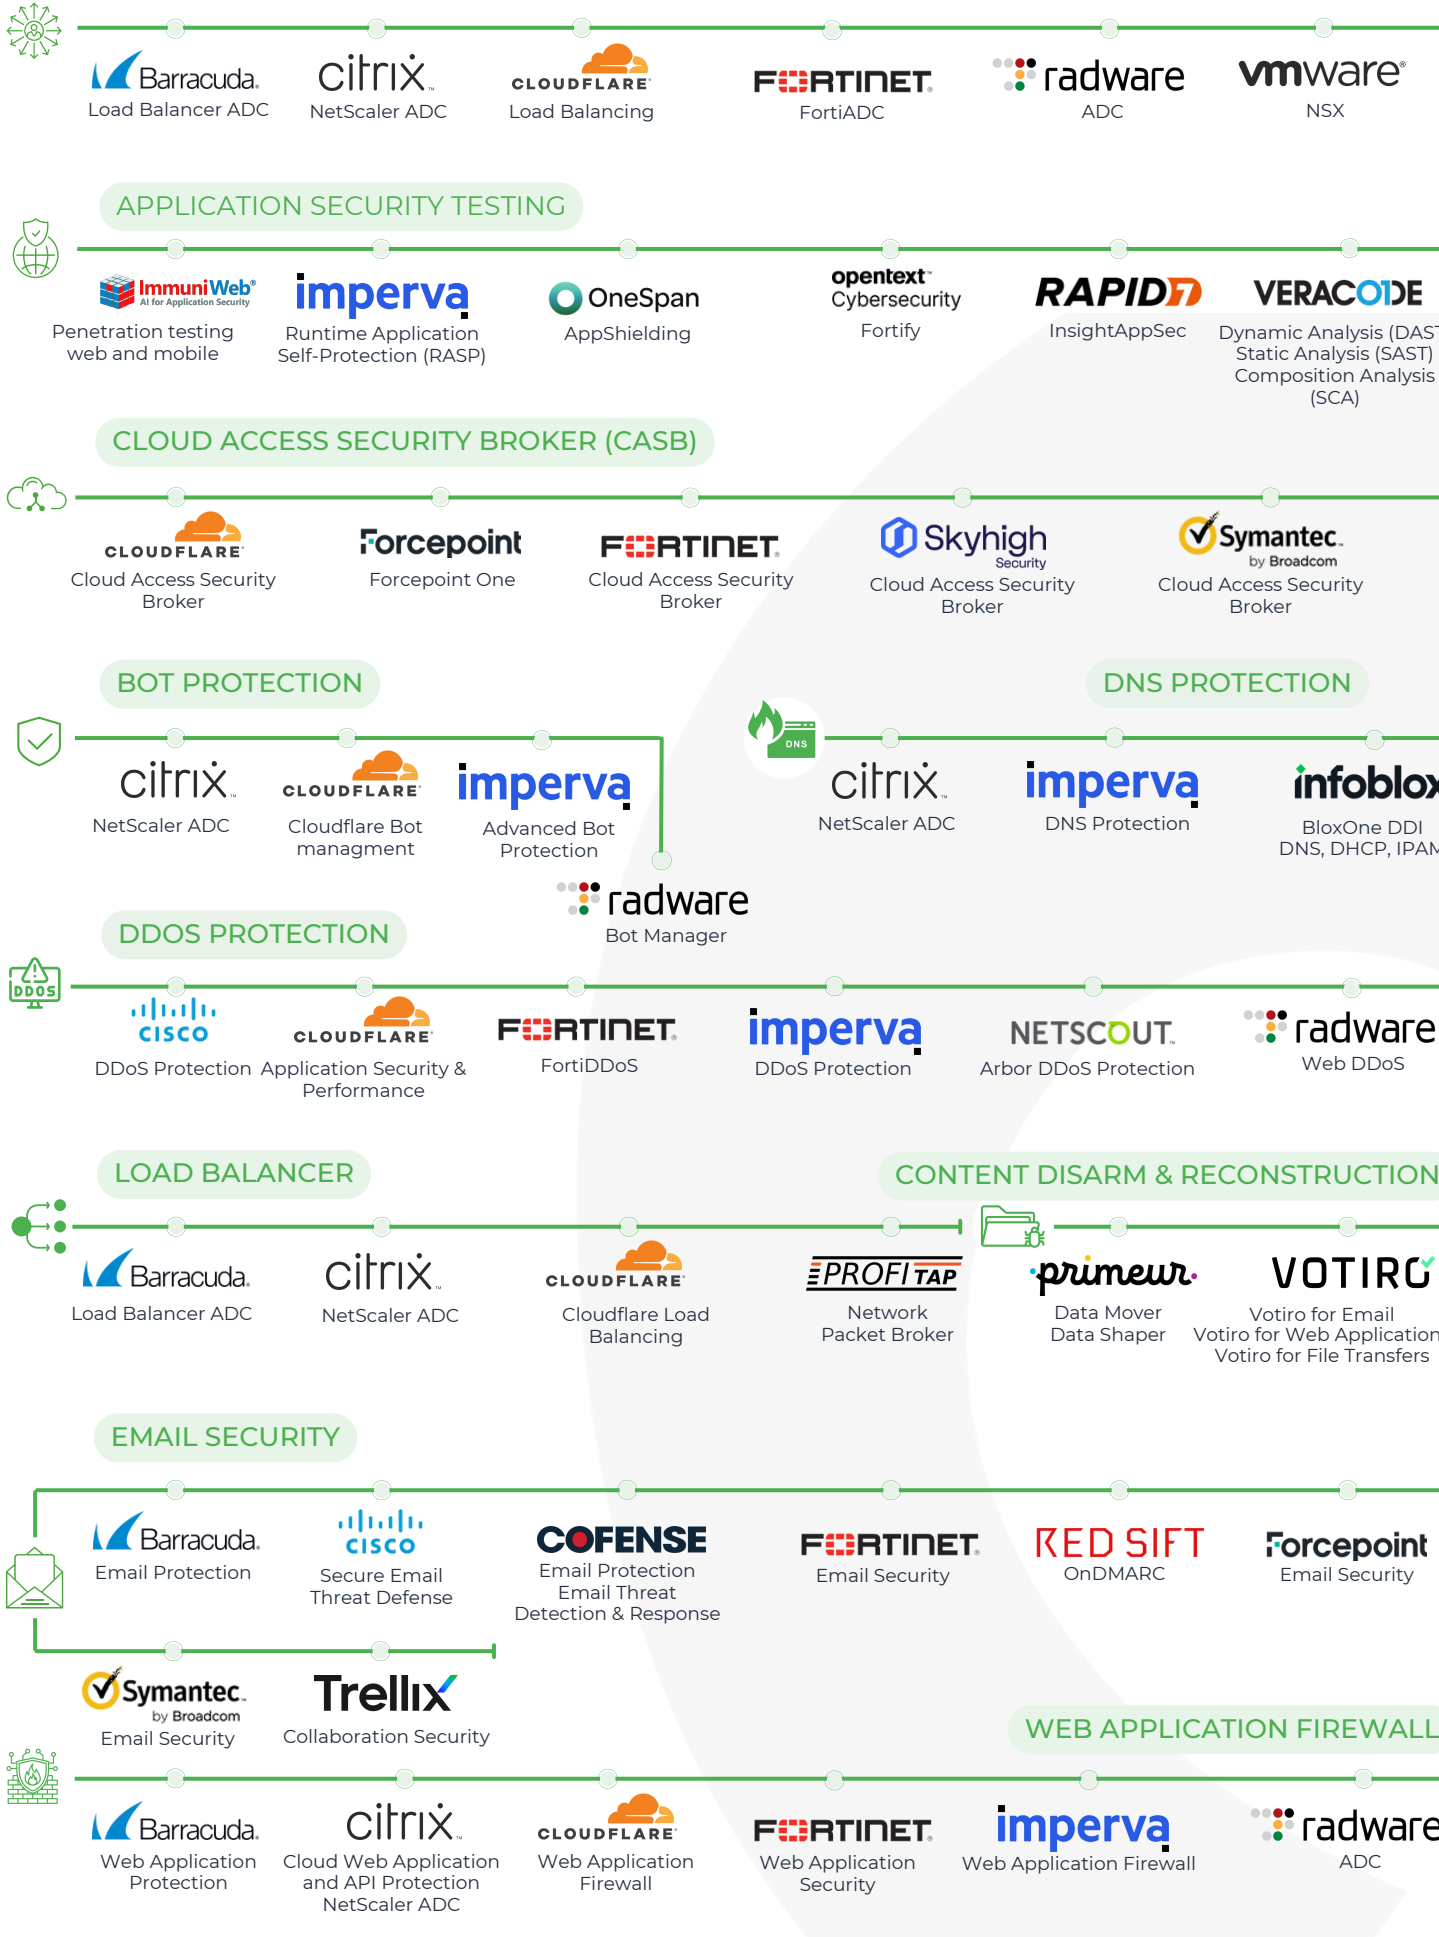 Barracuda.
Load Balancer ADC
citrix™
NetScaler ADC
CLOUDFLARE®
Load Balancing
FORTINET®
FortiADC
radware
ADC
vmware®
NSX
APPLICATION SECURITY TESTING
ImmuniWeb®
AI for Application Security
Penetration testing
web and mobile
imperva
Runtime Application
Self-Protection (RASP)
OneSpan
AppShielding
opentext™
Cybersecurity
Fortify
RAPID7
InsightAppSec
VERACODE
Dynamic Analysis (DAST
Static Analysis (SAST)
Composition Analysis
(SCA)
CLOUD ACCESS SECURITY BROKER (CASB)
CLOUDFLARE®
Cloud Access Security
Broker
Forcepoint
Forcepoint One
FORTINET®
Cloud Access Security
Broker
Skyhigh
Security
Cloud Access Security
Broker
Symantec™
by Broadcom
Cloud Access Security
Broker
BOT PROTECTION
citrix™
NetScaler ADC
CLOUDFLARE®
Cloudflare Bot
managment
imperva
Advanced Bot
Protection
radware
Bot Manager
DNS PROTECTION
DNS
citrix™
NetScaler ADC
imperva
DNS Protection
infoblox
BloxOne DDI
DNS, DHCP, IPAM
DDOS PROTECTION
DDOS
CISCO
DDoS Protection
CLOUDFLARE®
Application Security &
Performance
FORTINET®
FortiDDoS
imperva
DDoS Protection
NETSCOUT™
Arbor DDoS Protection
radware
Web DDoS
LOAD BALANCER
Barracuda.
Load Balancer ADC
citrix™
NetScaler ADC
CLOUDFLARE®
Cloudflare Load
Balancing
PROFITAP
Network
Packet Broker
CONTENT DISARM & RECONSTRUCTION
primeur
Data Mover
Data Shaper
VOTIRO
Votiro for Email
Votiro for Web Application
Votiro for File Transfers
EMAIL SECURITY
Barracuda.
Email Protection
CISCO
Secure Email
Threat Defense
COFENSE
Email Protection
Email Threat
Detection & Response
FORTINET®
Email Security
RED SIFT
OnDMARC
Forcepoint
Email Security
Symantec™
by Broadcom
Email Security
Trellix
Collaboration Security
WEB APPLICATION FIREWALL
Barracuda.
Web Application
Protection
citrix™
Cloud Web Application
and API Protection
NetScaler ADC
CLOUDFLARE®
Web Application
Firewall
FORTINET®
Web Application
Security
imperva
Web Application Firewall
radware
ADC